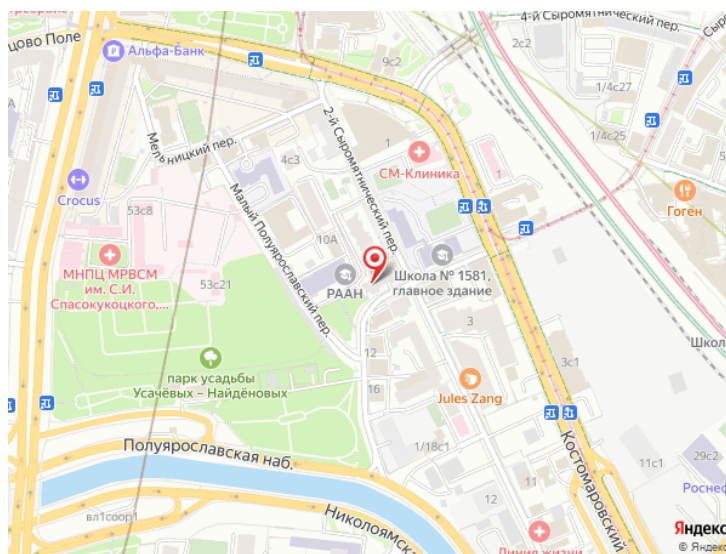 4-й Сыромятнический пер.
цово Поле
Альфа-Банк
9с2
2с2
1/4с27
1/4с25
Мельницкий пер.
2-й Сыромятнический пер.
1
4с3
СМ-Клиника
1
Crocus
53с8
Малый Полуярославский пер.
Гоген
10А
МНПЦ МРВСМ
им. С.И.
Спасокукоцкого,...
53с21
РААН
Школа № 1581,
главное здание
3
12
3с1
парк усадьбы
Усачёвых – Найдёновых
16
Jules Zang
Полуярославская наб.
1/18с1
11с1
29с2
Костомаровский
12
11
Николоямская
вл1соор1
Линия жизни
Яндекс